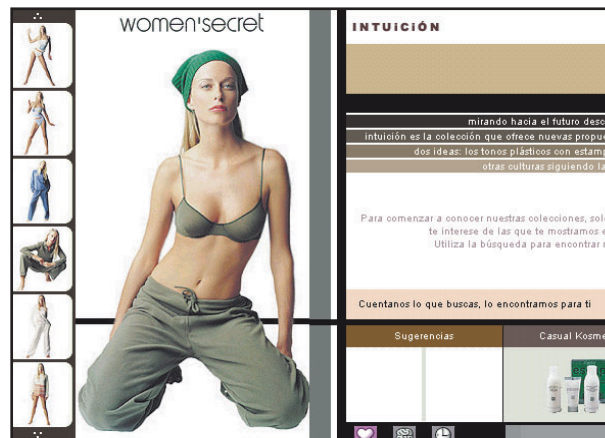 women'secret
INTUiCiÓN
mirando hacia el futuro desc
intuición es la colección que ofrece nuevas propue
dos ideas: los tonos plásticos con estamp
otras culturas siguiendo la
Para comenzar a conocer nuestras colecciones, solo
te interese de las que te mostramos e
Utiliza la búsqueda para encontrar
Cuentanos lo que buscas, lo encontramos para ti
Sugerencias
Casual Kosme